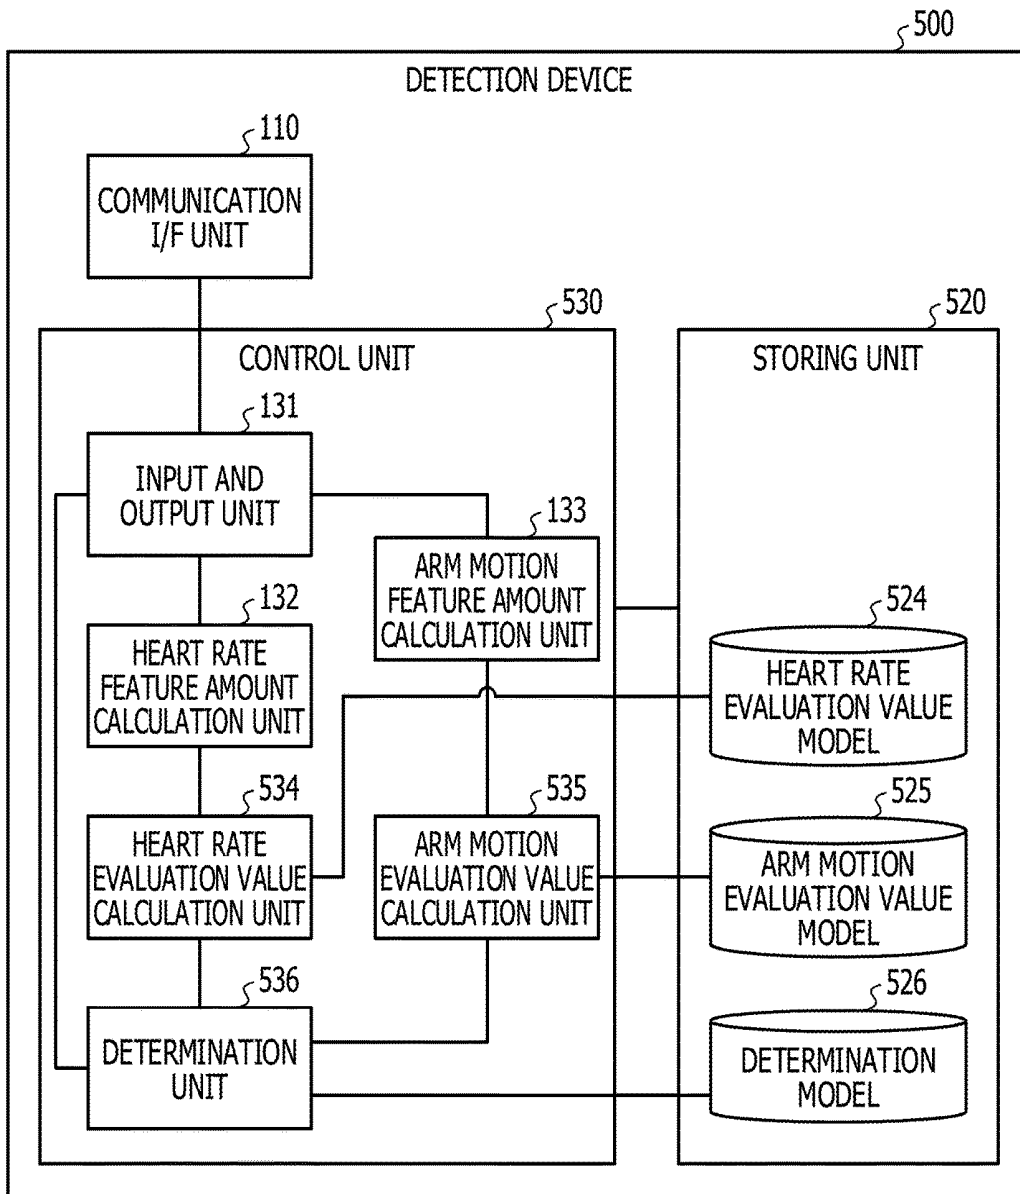 500
DETECTION DEVICE
110
COMMUNICATION
I/F UNIT
530
CONTROL UNIT
520
STORING UNIT
131
INPUT AND
OUTPUT UNIT
133
ARM MOTION
FEATURE AMOUNT
CALCULATION UNIT
132
HEART RATE
FEATURE AMOUNT
CALCULATION UNIT
524
HEART RATE
EVALUATION VALUE
MODEL
534
HEART RATE
EVALUATION VALUE
CALCULATION UNIT
535
ARM MOTION
EVALUATION VALUE
CALCULATION UNIT
525
ARM MOTION
EVALUATION VALUE
MODEL
536
DETERMINATION
UNIT
526
DETERMINATION
MODEL